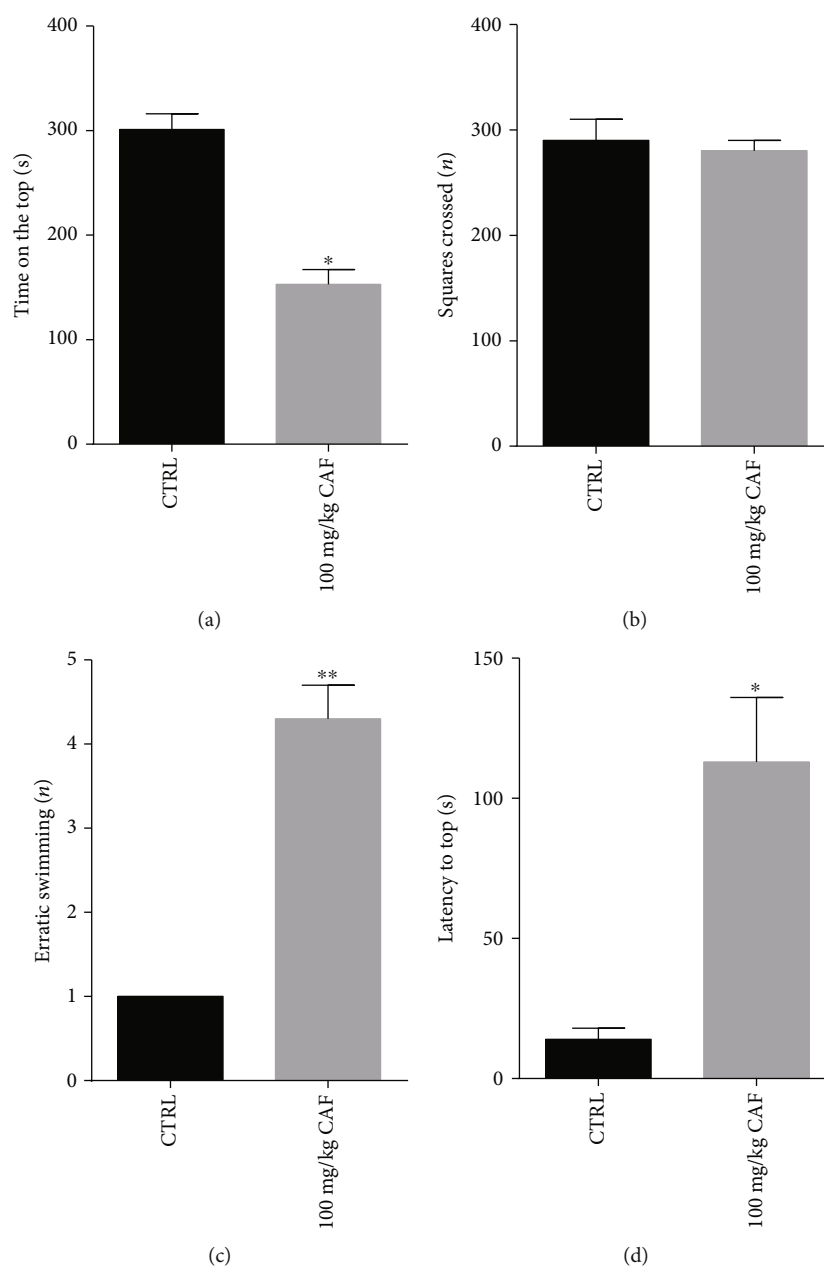 400
300
200
100
0
Time on the top (s)
*
CTRL
100 mg/kg CAF
(a)
400
300
200
100
0
Squares crossed (n)
CTRL
100 mg/kg CAF
(b)
5
4
3
2
1
0
Erratic swimming (n)
**
CTRL
100 mg/kg CAF
(c)
150
100
50
0
Latency to top (s)
*
CTRL
100 mg/kg CAF
(d)